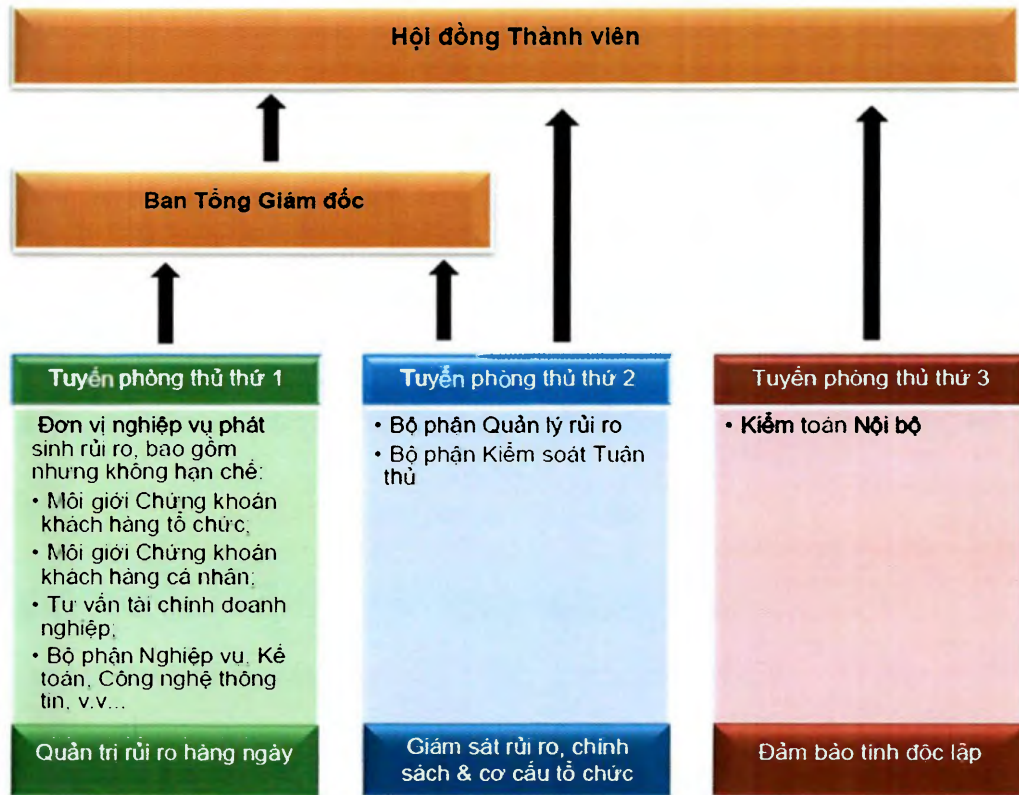 Hội đồng Thành viên
Ban Tổng Giám đốc
Tuyến phòng thủ thứ 1
Đơn vị nghiệp vụ phát
sinh rủi ro, bao gồm
nhưng không hạn chế:
• Môi giới Chứng khoán
khách hàng tổ chức;
• Môi giới Chứng khoán
khách hàng cá nhân;
• Tư vấn tài chính doanh
nghiệp;
• Bộ phận Nghiệp vụ, Kế
toán, Công nghệ thông
tin, v.v...
Quản trị rủi ro hàng ngày
Tuyến phòng thủ thứ 2
• Bộ phận Quản lý rủi ro
• Bộ phận Kiểm soát Tuân
thủ
Giám sát rủi ro, chính
sách & cơ cấu tổ chức
Tuyến phòng thủ thứ 3
• Kiểm toán Nội bộ
Đảm bảo tính độc lập